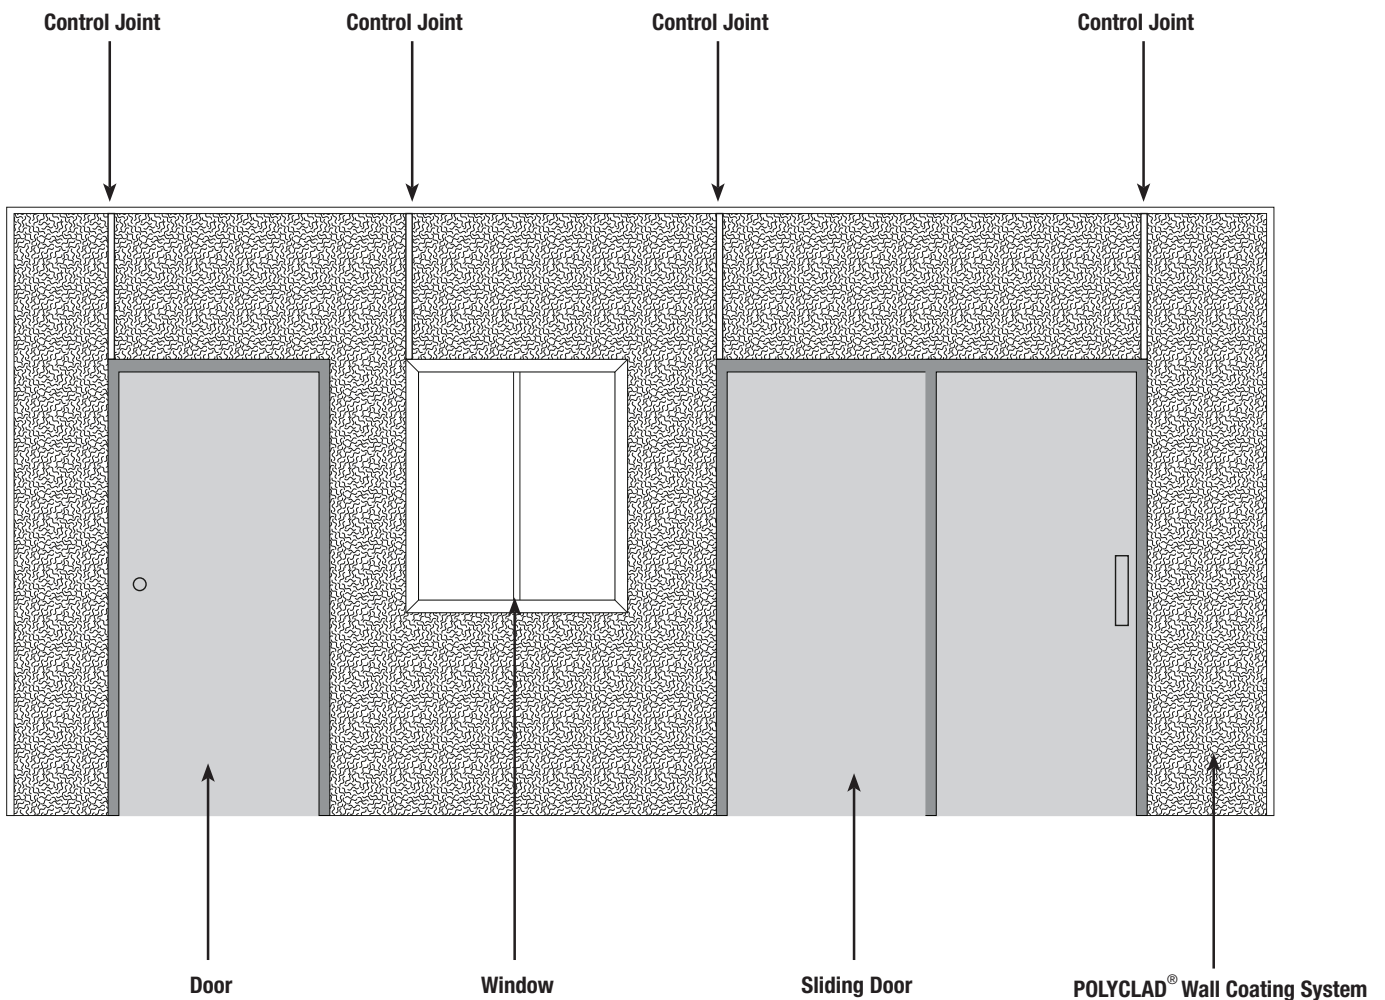 Control Joint
Control Joint
Control Joint
Control Joint
Door
Window
Sliding Door
POLYCLAD® Wall Coating System